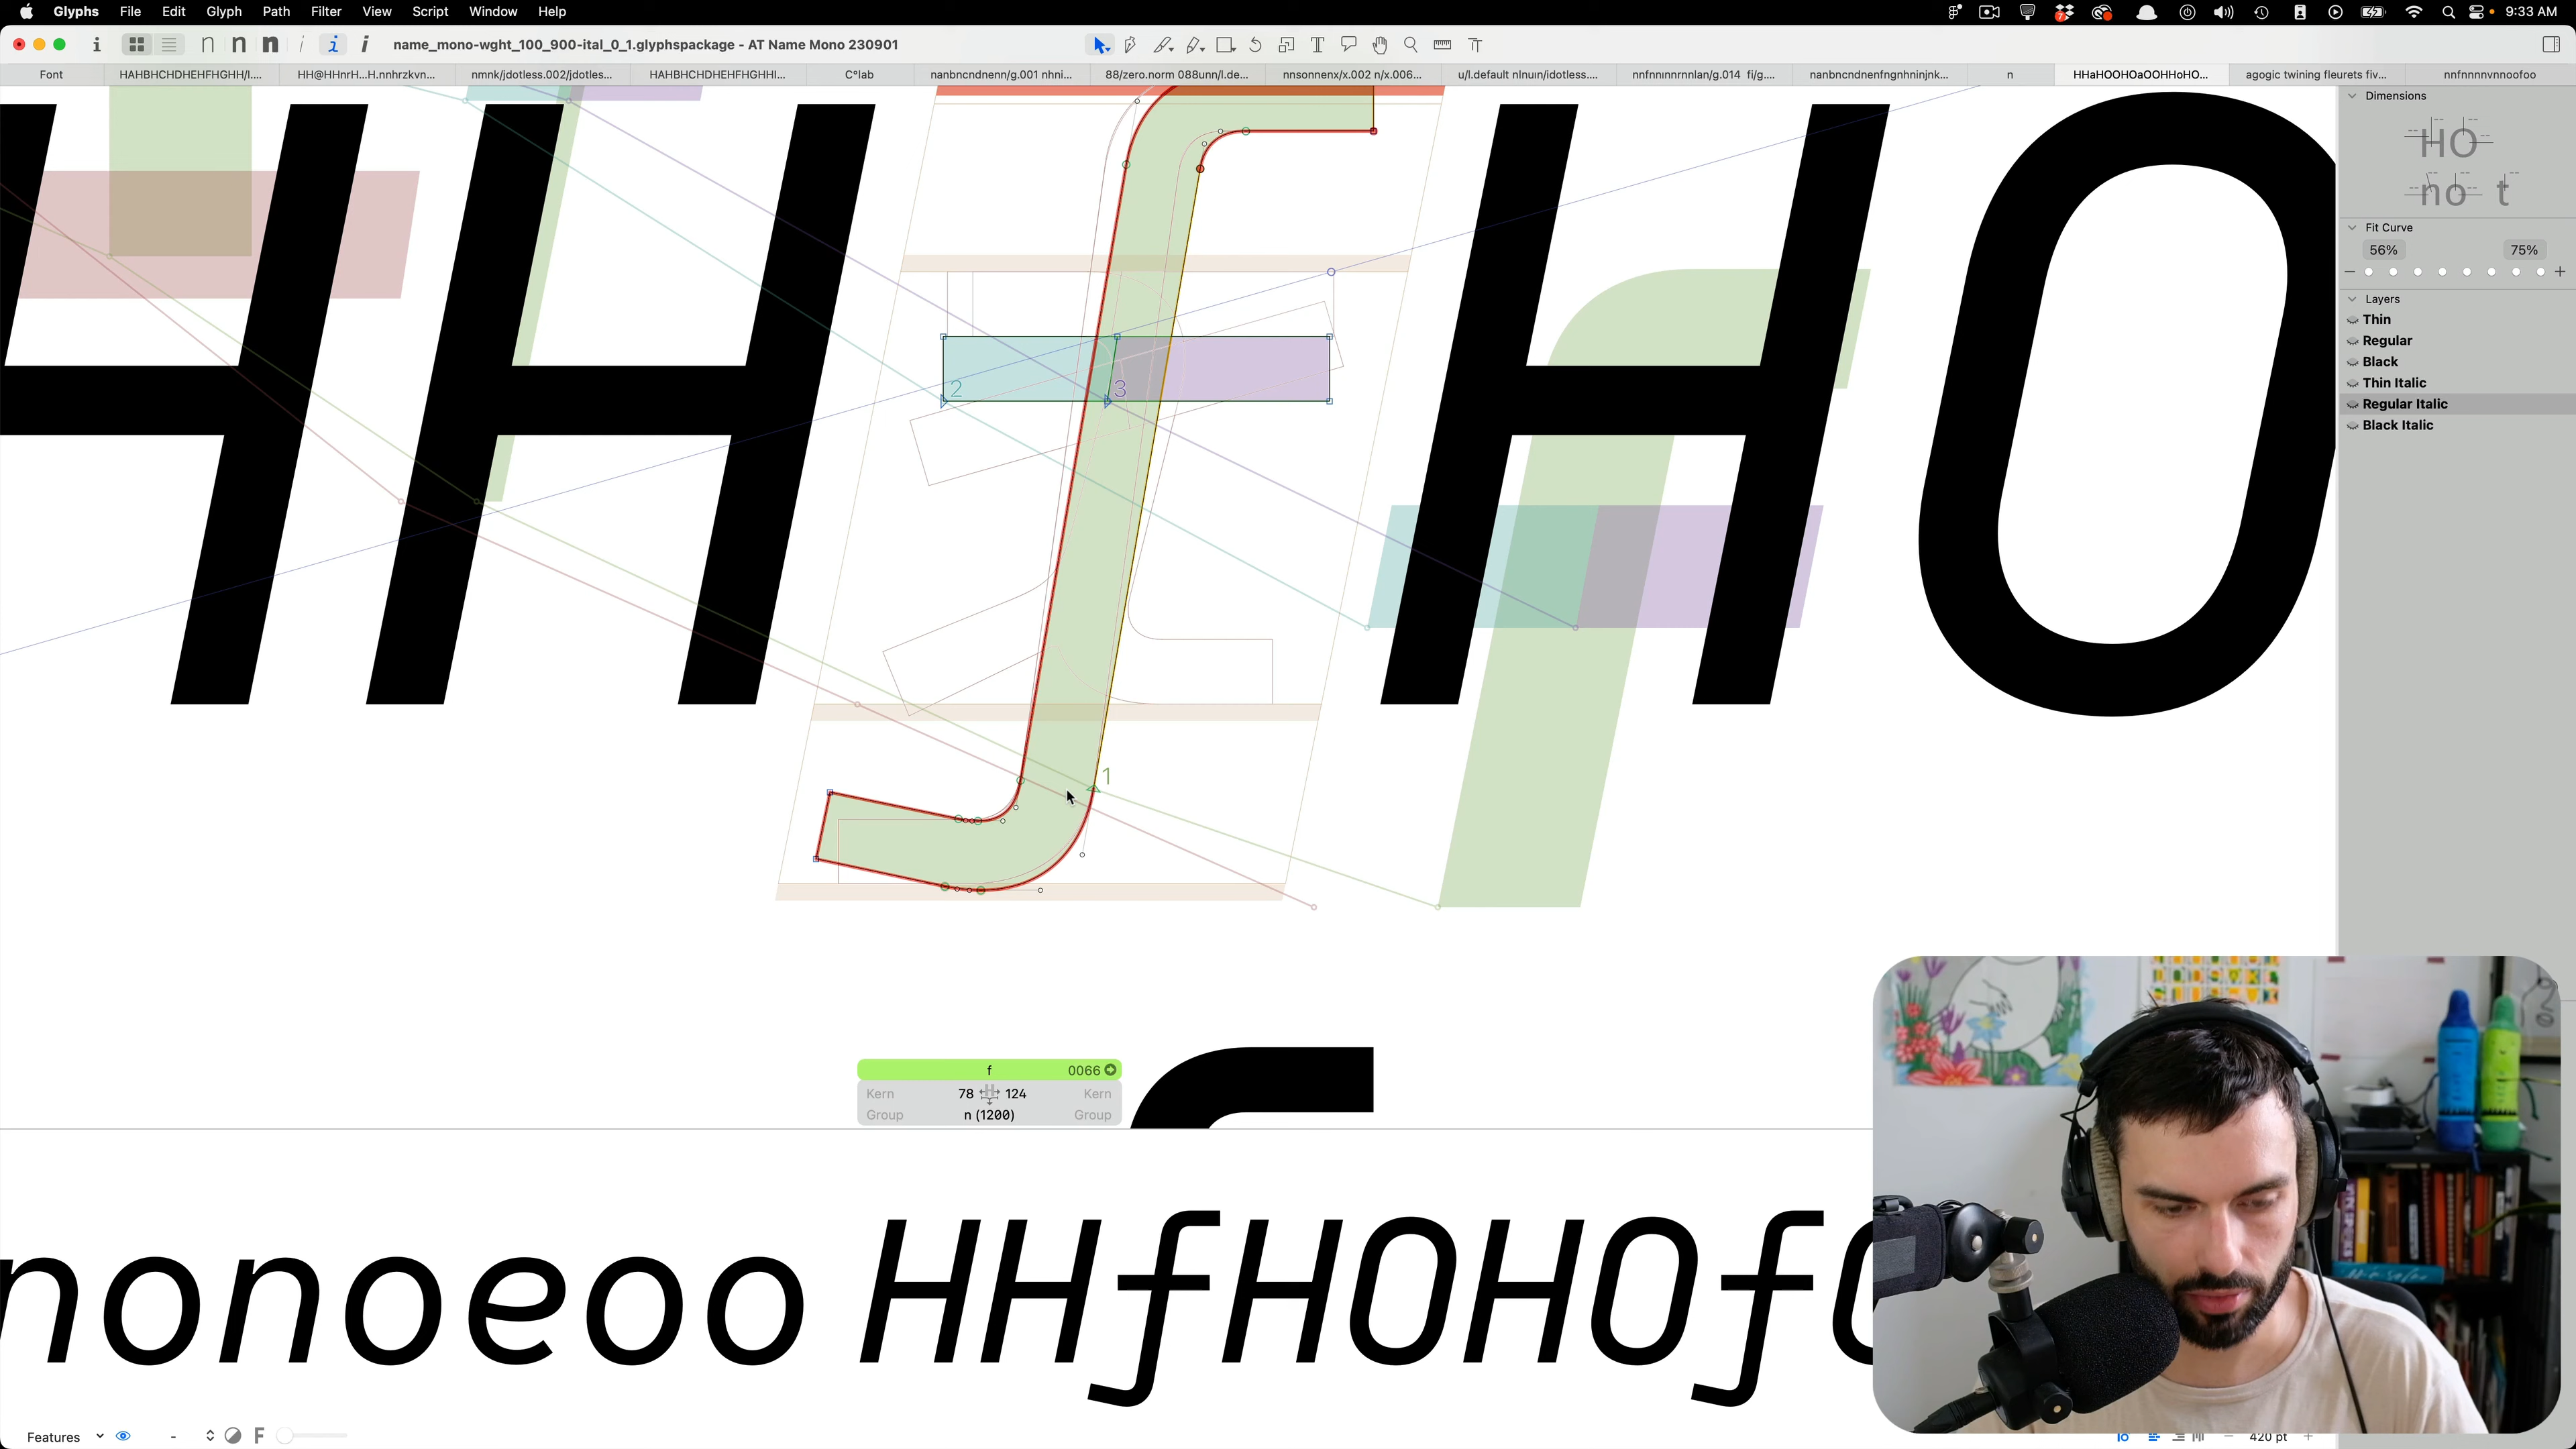 Glyphs File Edit Glyph Path Filter View Script Window Help 9:33 AM
name_mono-wght_100_900-ital_0_1.glyphspackage - AT Name Mono 230901
Font HAHBHCHDHEHFHGHH/l.... HH@HHnrH...H.nnhrzkvn... nmnk/jdotless.002/jdotles... HAHBHCHDHEHFHGHHI... C°lab nanbncndnenn/g.001 nhni... 88/zero.norm 088unn/l.de... nnsonnenx/x.002 n/x.006... u/l.default nlnuın/idotless.... nnfnnınnrnnlan/g.014 fi/g.... nanbncndnenfngnhninjnk... n HHaHOOHOaOOHHoHO... agogic twining fleurets fiv... nnfnnnnvnnoofoo
Dimensions
HO
no t
Fit Curve
56% 75%
Layers
Thin
Regular
Black
Thin Italic
Regular Italic
Black Italic
HHHO
2 3
1
f 0066
Kern 78 124 Kern
Group n (1200) Group
f
nonoeoo HHƒHOHOƒO
Features - F 420 pt